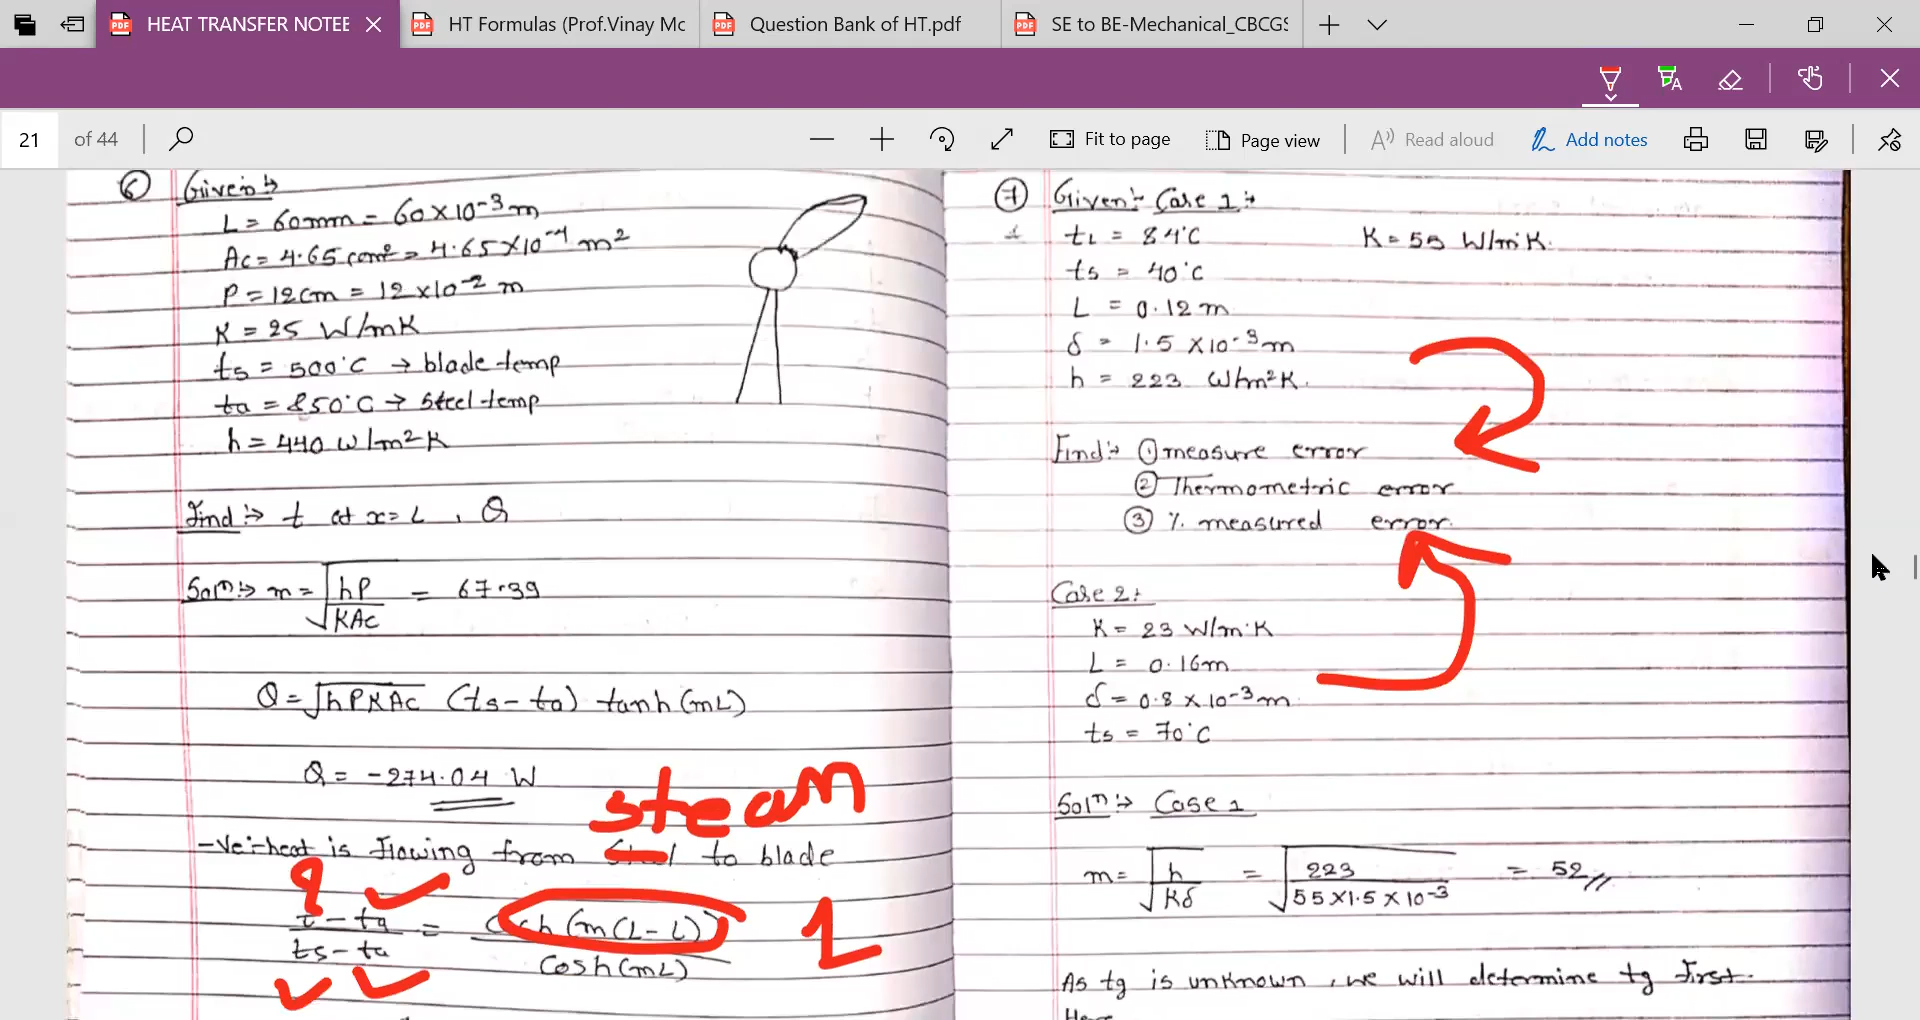 HEAT TRANSFER NOTEE
HT Formulas (Prof.Vinay Mc
Question Bank of HT.pdf
SE to BE-Mechanical_CBCGS
21 of 44
Fit to page
Page view
Read aloud
Add notes
6 Given :-
L = 60mm = 60×10⁻³ m
Ac = 4.65 cm² = 4.65×10⁻⁴ m²
P = 12cm = 12×10⁻² m
K = 25 W/mK
ts = 500°C → blade temp
ta = 850°C → steel temp
h = 440 W/m²K
Find :→ t at x=L , Q
Solⁿ:→ m = √hP/KAc = 67.39
Q = √hPKAc (ts - ta) tanh(mL)
Q = -274.04 W
steam
-Ve:-heat is flowing from to blade
?
t - ta / ts - ta = Cosh (m(L-L)) / Cosh(mL)
1
7 Given:- Case 1:→
t₁ = 84°C K = 55 W/m°K.
ts = 40°C
L = 0.12 m
δ = 1.5 ×10⁻³ m
h = 223 W/m²K.
Find:→ ① measure error
② Thermometric error
③ % measured error.
Case 2:
K = 23 W/m°K
L = 0.16m
δ = 0.8 × 10⁻³ m.
ts = 70°C
Solⁿ:→ Case 1
m = √h/Kδ = √223/55×1.5×10⁻³ = 52//
As tg is unknown, we will determine tg first.